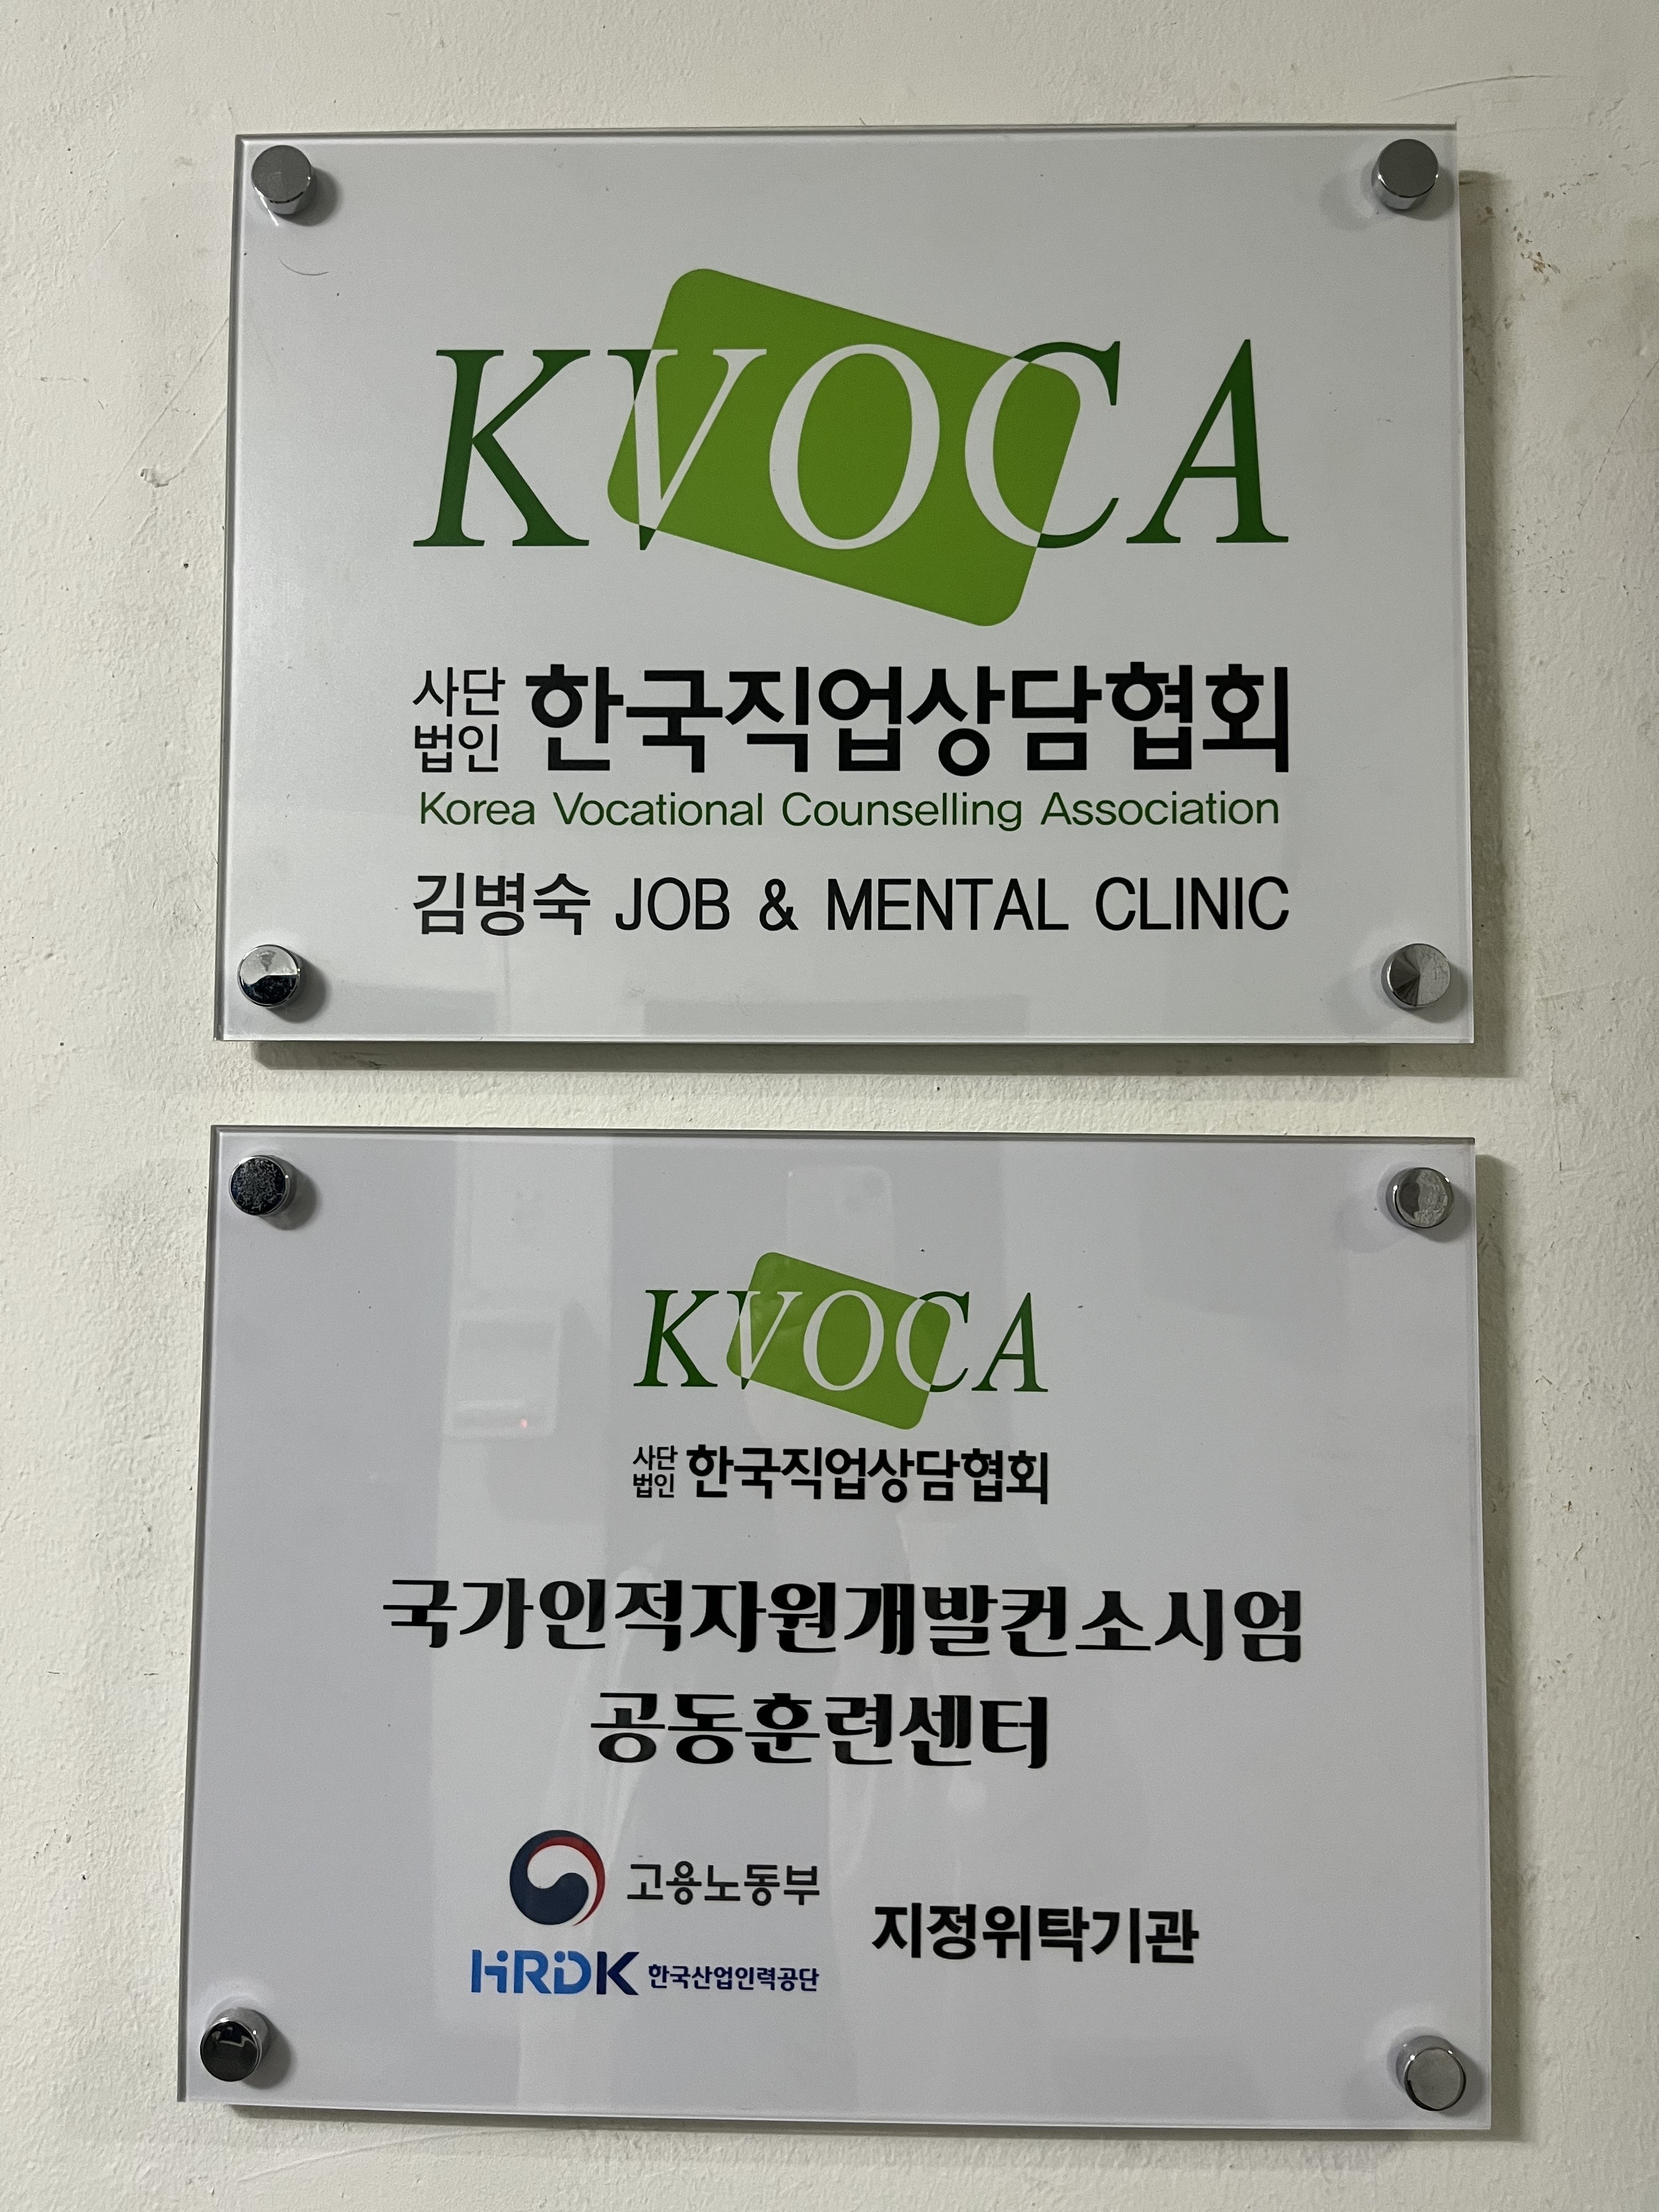 KVOCA
사단
법인 한국직업상담협회
Korea Vocational Counselling Association
김병숙 JOB & MENTAL CLINIC
KVOCA
사단
법인 한국직업상담협회
국가인적자원개발컨소시엄
공동훈련센터
고용노동부
HRDK 한국산업인력공단
지정위탁기관